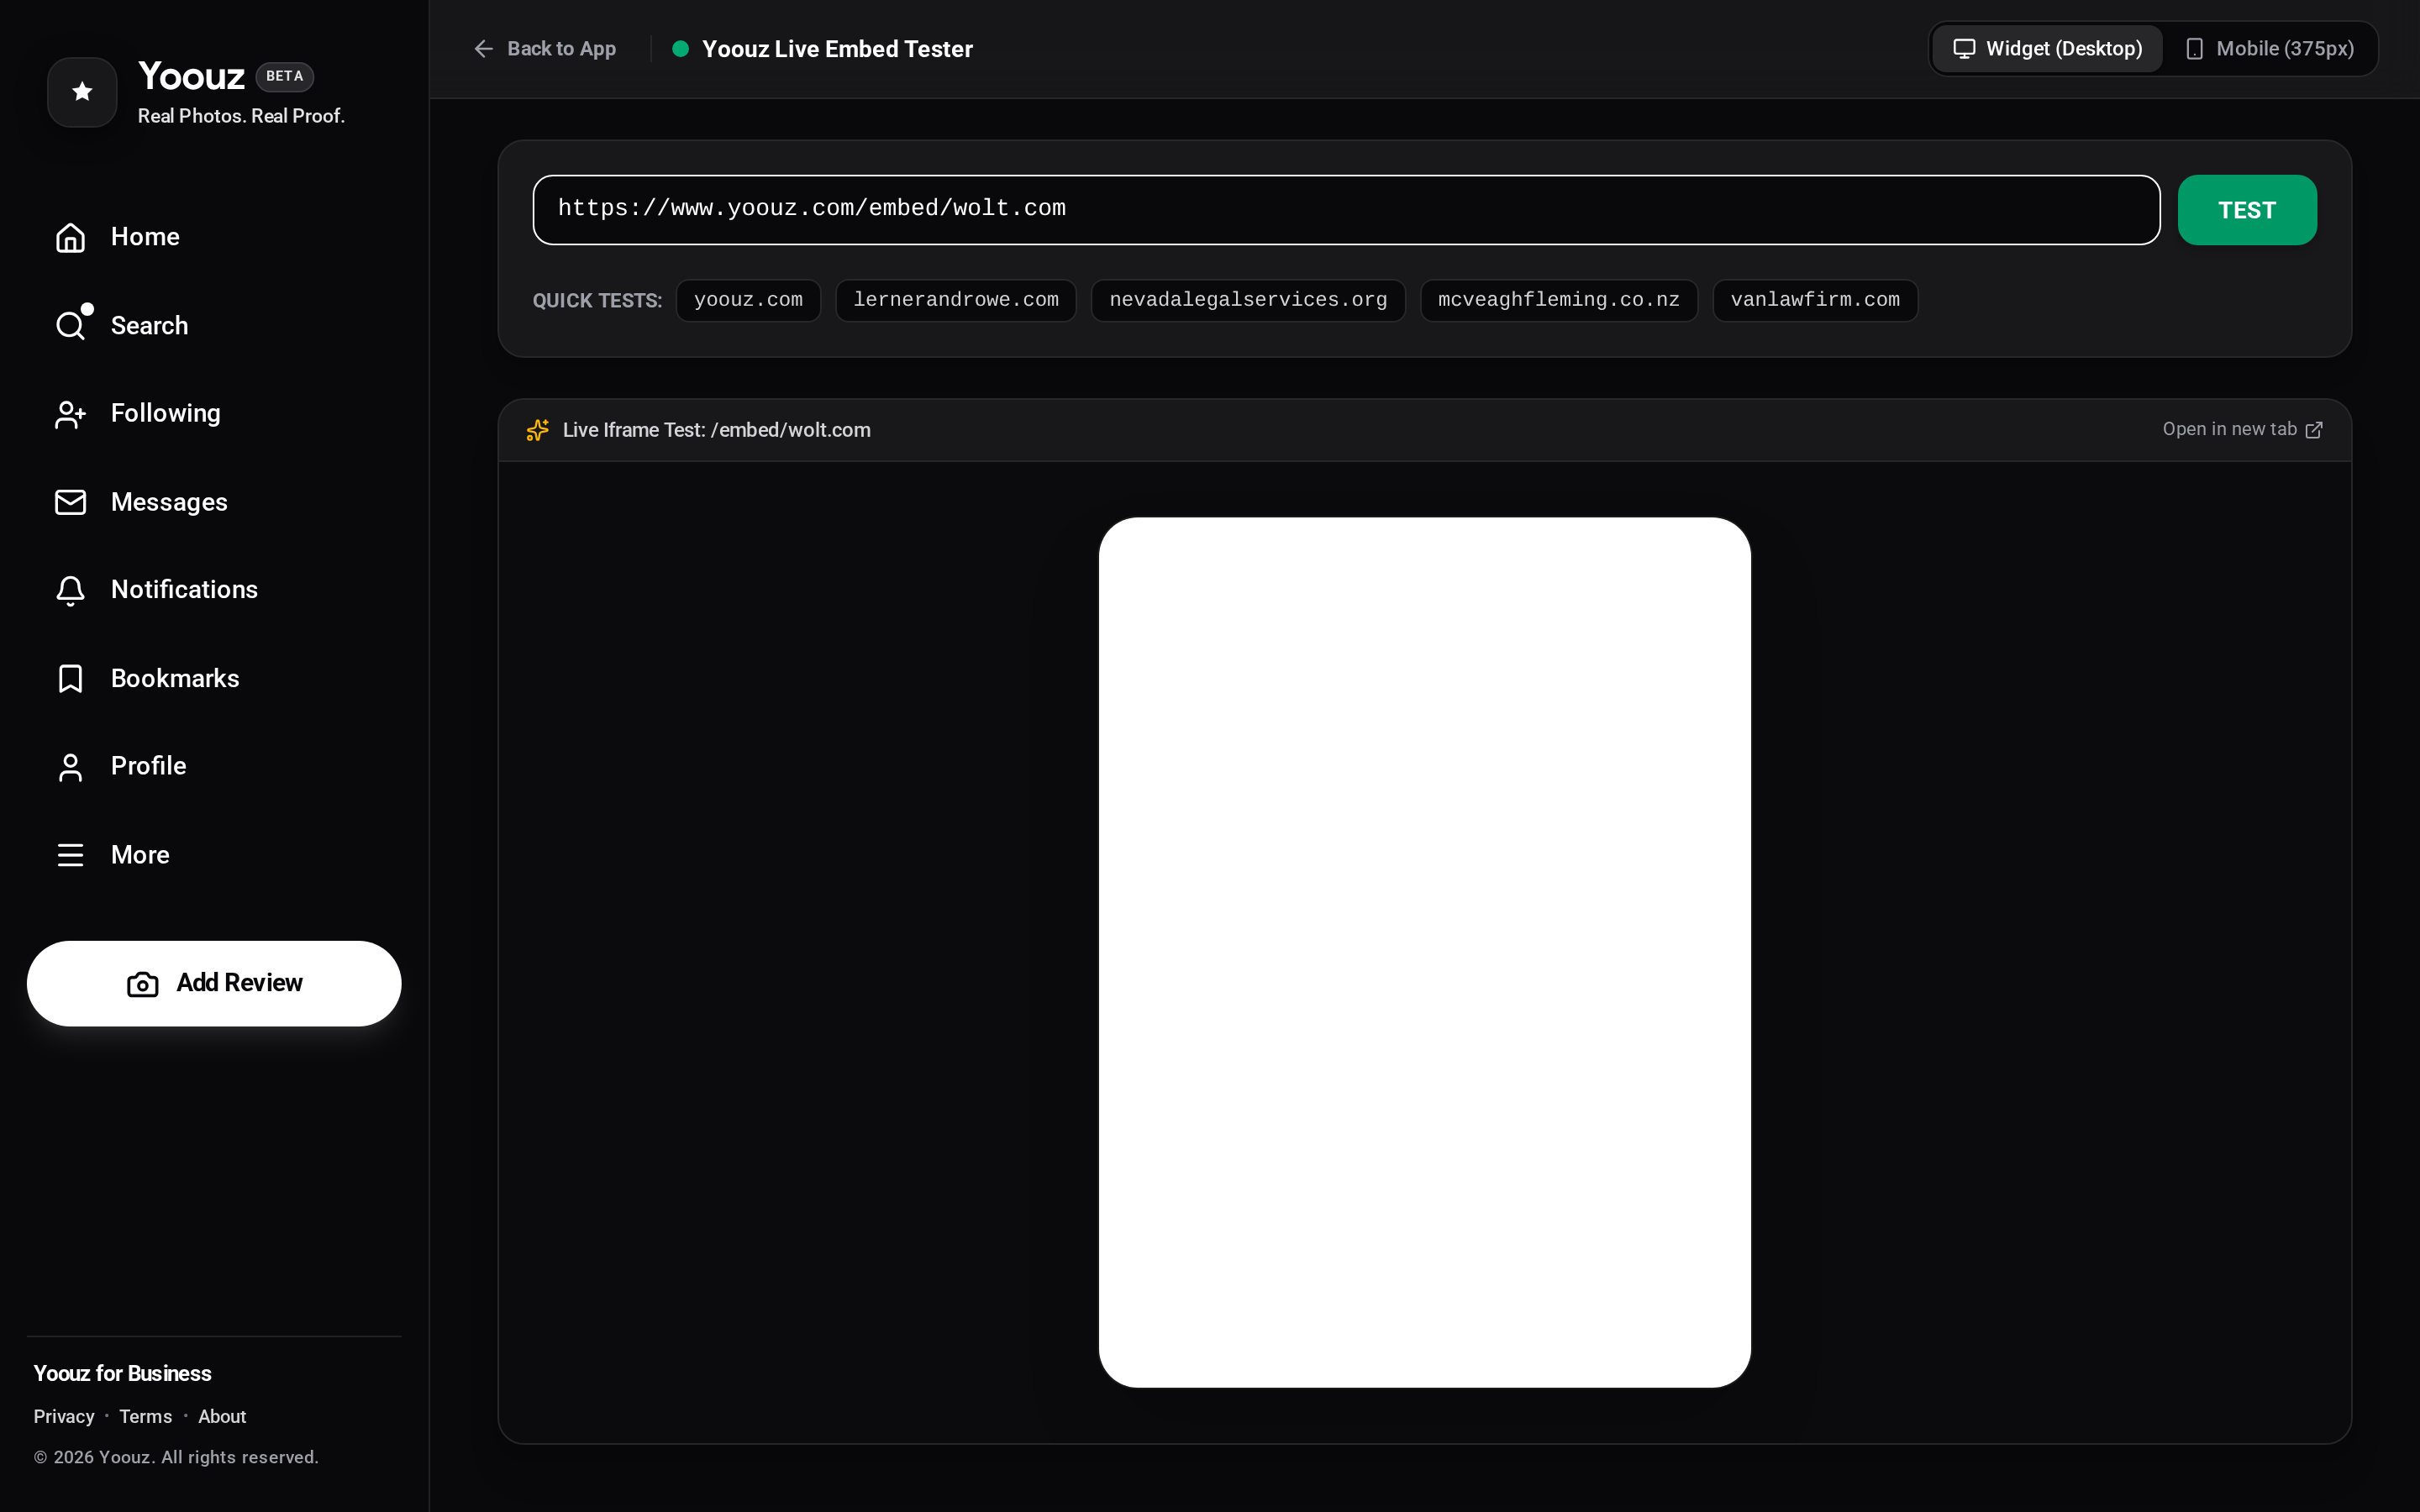 Yoouz BETA
Real Photos. Real Proof.
Home
Search
Following
Messages
Notifications
Bookmarks
Profile
More
Add Review
Yoouz for Business
Privacy · Terms · About
© 2026 Yoouz. All rights reserved.
Back to App
Yoouz Live Embed Tester
Widget (Desktop)
Mobile (375px)
https://www.yoouz.com/embed/wolt.com
TEST
QUICK TESTS: yoouz.com lernerandrowe.com nevadalegalservices.org mcveaghfleming.co.nz vanlawfirm.com
Live Iframe Test: /embed/wolt.com
Open in new tab